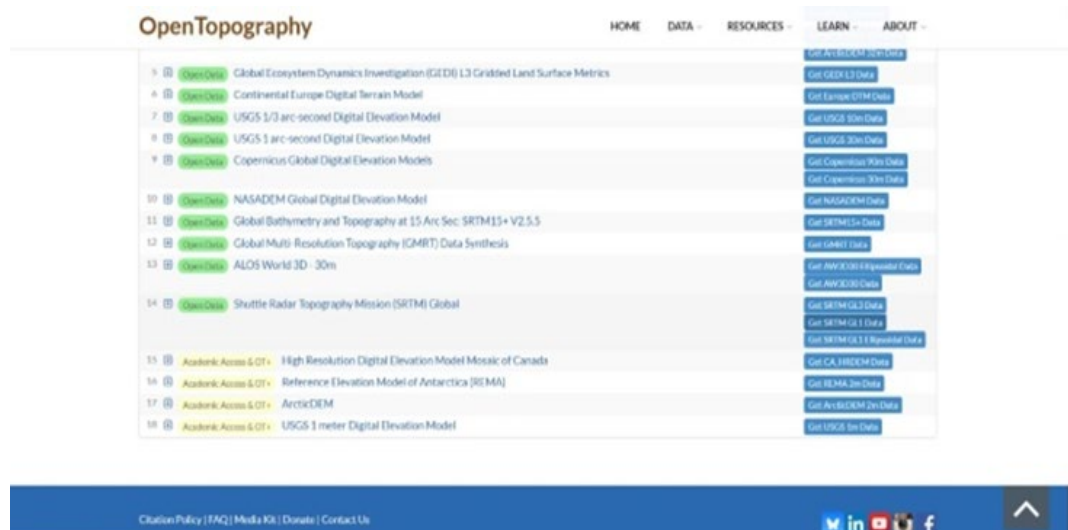 OpenTopography
HOME DATA RESOURCES LEARN ABOUT
Get ArcticDEM 32m Data
5 Open Data Global Ecosystem Dynamics Investigation (GEDI) L3 Gridded Land Surface Metrics Get GEDI L3 Data
6 Open Data Continental Europe Digital Terrain Model Get Europe DTM Data
7 Open Data USGS 1/3 arc-second Digital Elevation Model Get USGS 10m Data
8 Open Data USGS 1 arc-second Digital Elevation Model Get USGS 30m Data
9 Open Data Copernicus Global Digital Elevation Models Get Copernicus 90m Data
Get Copernicus 30m Data
10 Open Data NASADEM Global Digital Elevation Model Get NASADEM Data
11 Open Data Global Bathymetry and Topography at 15 Arc Sec: SRTM15+ V2.5.5 Get SRTM15+ Data
12 Open Data Global Multi-Resolution Topography (GMRT) Data Synthesis Get GMRT Data
13 Open Data ALOS World 3D - 30m Get AW3D30 Ellipsoidal Data
Get AW3D30 Data
14 Open Data Shuttle Radar Topography Mission (SRTM) Global Get SRTM GL3 Data
Get SRTM GL1 Data
Get SRTM GL1 Ellipsoidal Data
15 Academic Access & OT+ High Resolution Digital Elevation Model Mosaic of Canada Get CA_HRDEM Data
16 Academic Access & OT+ Reference Elevation Model of Antarctica [REMA] Get REMA 2m Data
17 Academic Access & OT+ ArcticDEM Get ArcticDEM 2m Data
18 Academic Access & OT+ USGS 1 meter Digital Elevation Model Get USGS 1m Data
Citation Policy | FAQ | Media Kit | Donate | Contact Us